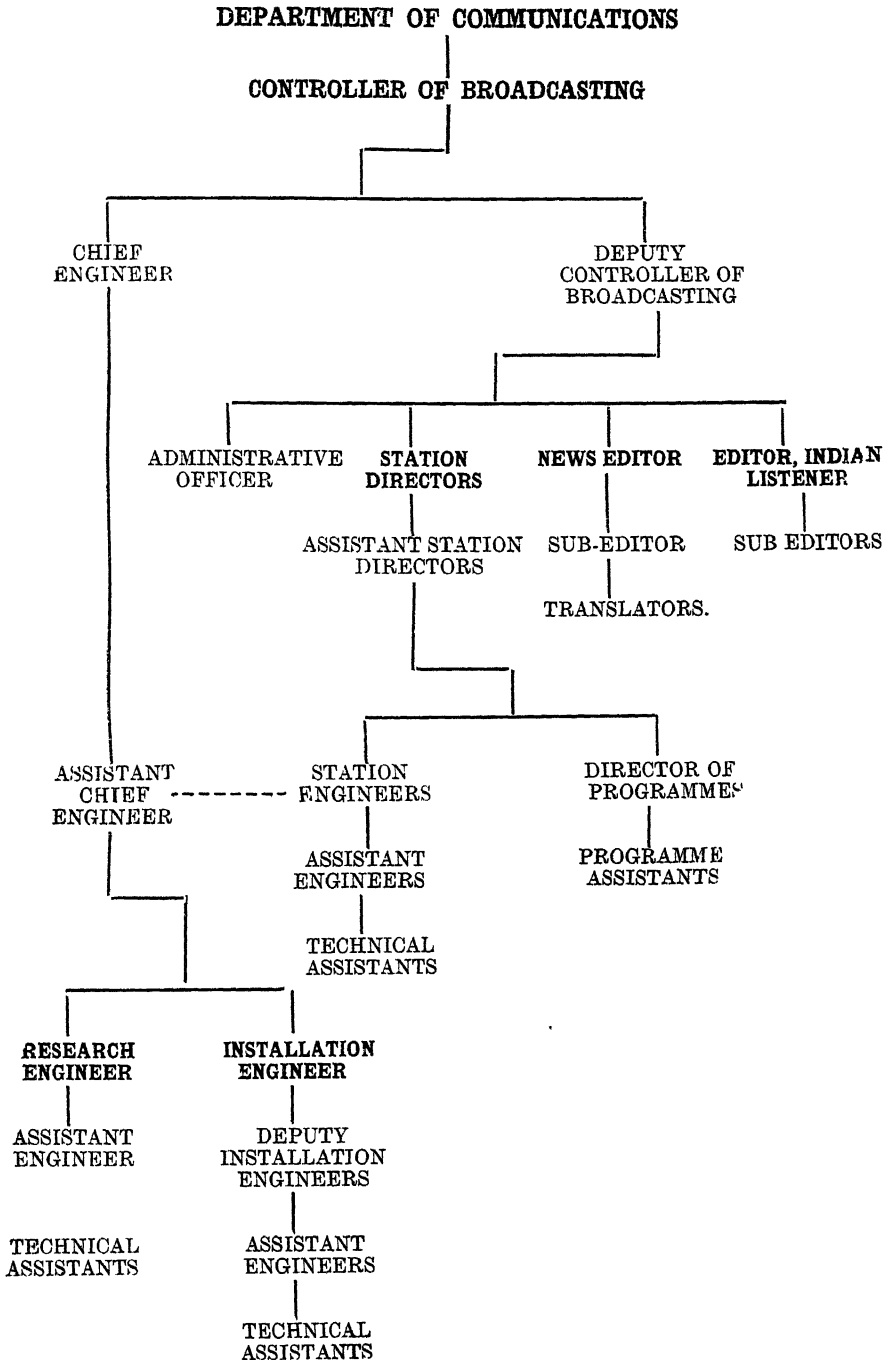 DEPARTMENT OF COMMUNICATIONS
CONTROLLER OF BROADCASTING
CHIEF
ENGINEER
DEPUTY
CONTROLLER OF
BROADCASTING
ADMINISTRATIVE
OFFICER
STATION
DIRECTORS
NEWS EDITOR
EDITOR, INDIAN
LISTENER
ASSISTANT STATION
DIRECTORS
SUB-EDITOR
SUB EDITORS
TRANSLATORS.
ASSISTANT
CHIEF
ENGINEER
STATION
ENGINEERS
DIRECTOR OF
PROGRAMMES
ASSISTANT
ENGINEERS
PROGRAMME
ASSISTANTS
TECHNICAL
ASSISTANTS
RESEARCH
ENGINEER
INSTALLATION
ENGINEER
ASSISTANT
ENGINEER
DEPUTY
INSTALLATION
ENGINEERS
TECHNICAL
ASSISTANTS
ASSISTANT
ENGINEERS
TECHNICAL
ASSISTANTS